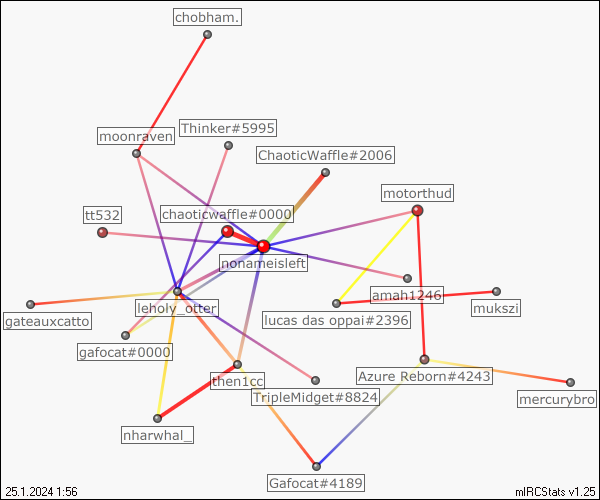 chobham.
Thinker#5995
moonraven
ChaoticWaffle#2006
motorthud
tt532
chaoticwaffle#0000
nonameisleft
amah1246
mukszi
leholy_otter
lucas das oppai#2396
gateauxcatto
gafocat#0000
then1cc
Azure Reborn#4243
TripleMidget#8824
mercurybro
nharwhal_
Gafocat#4189
25.1.2024 1:56
mIRCStats v1.25